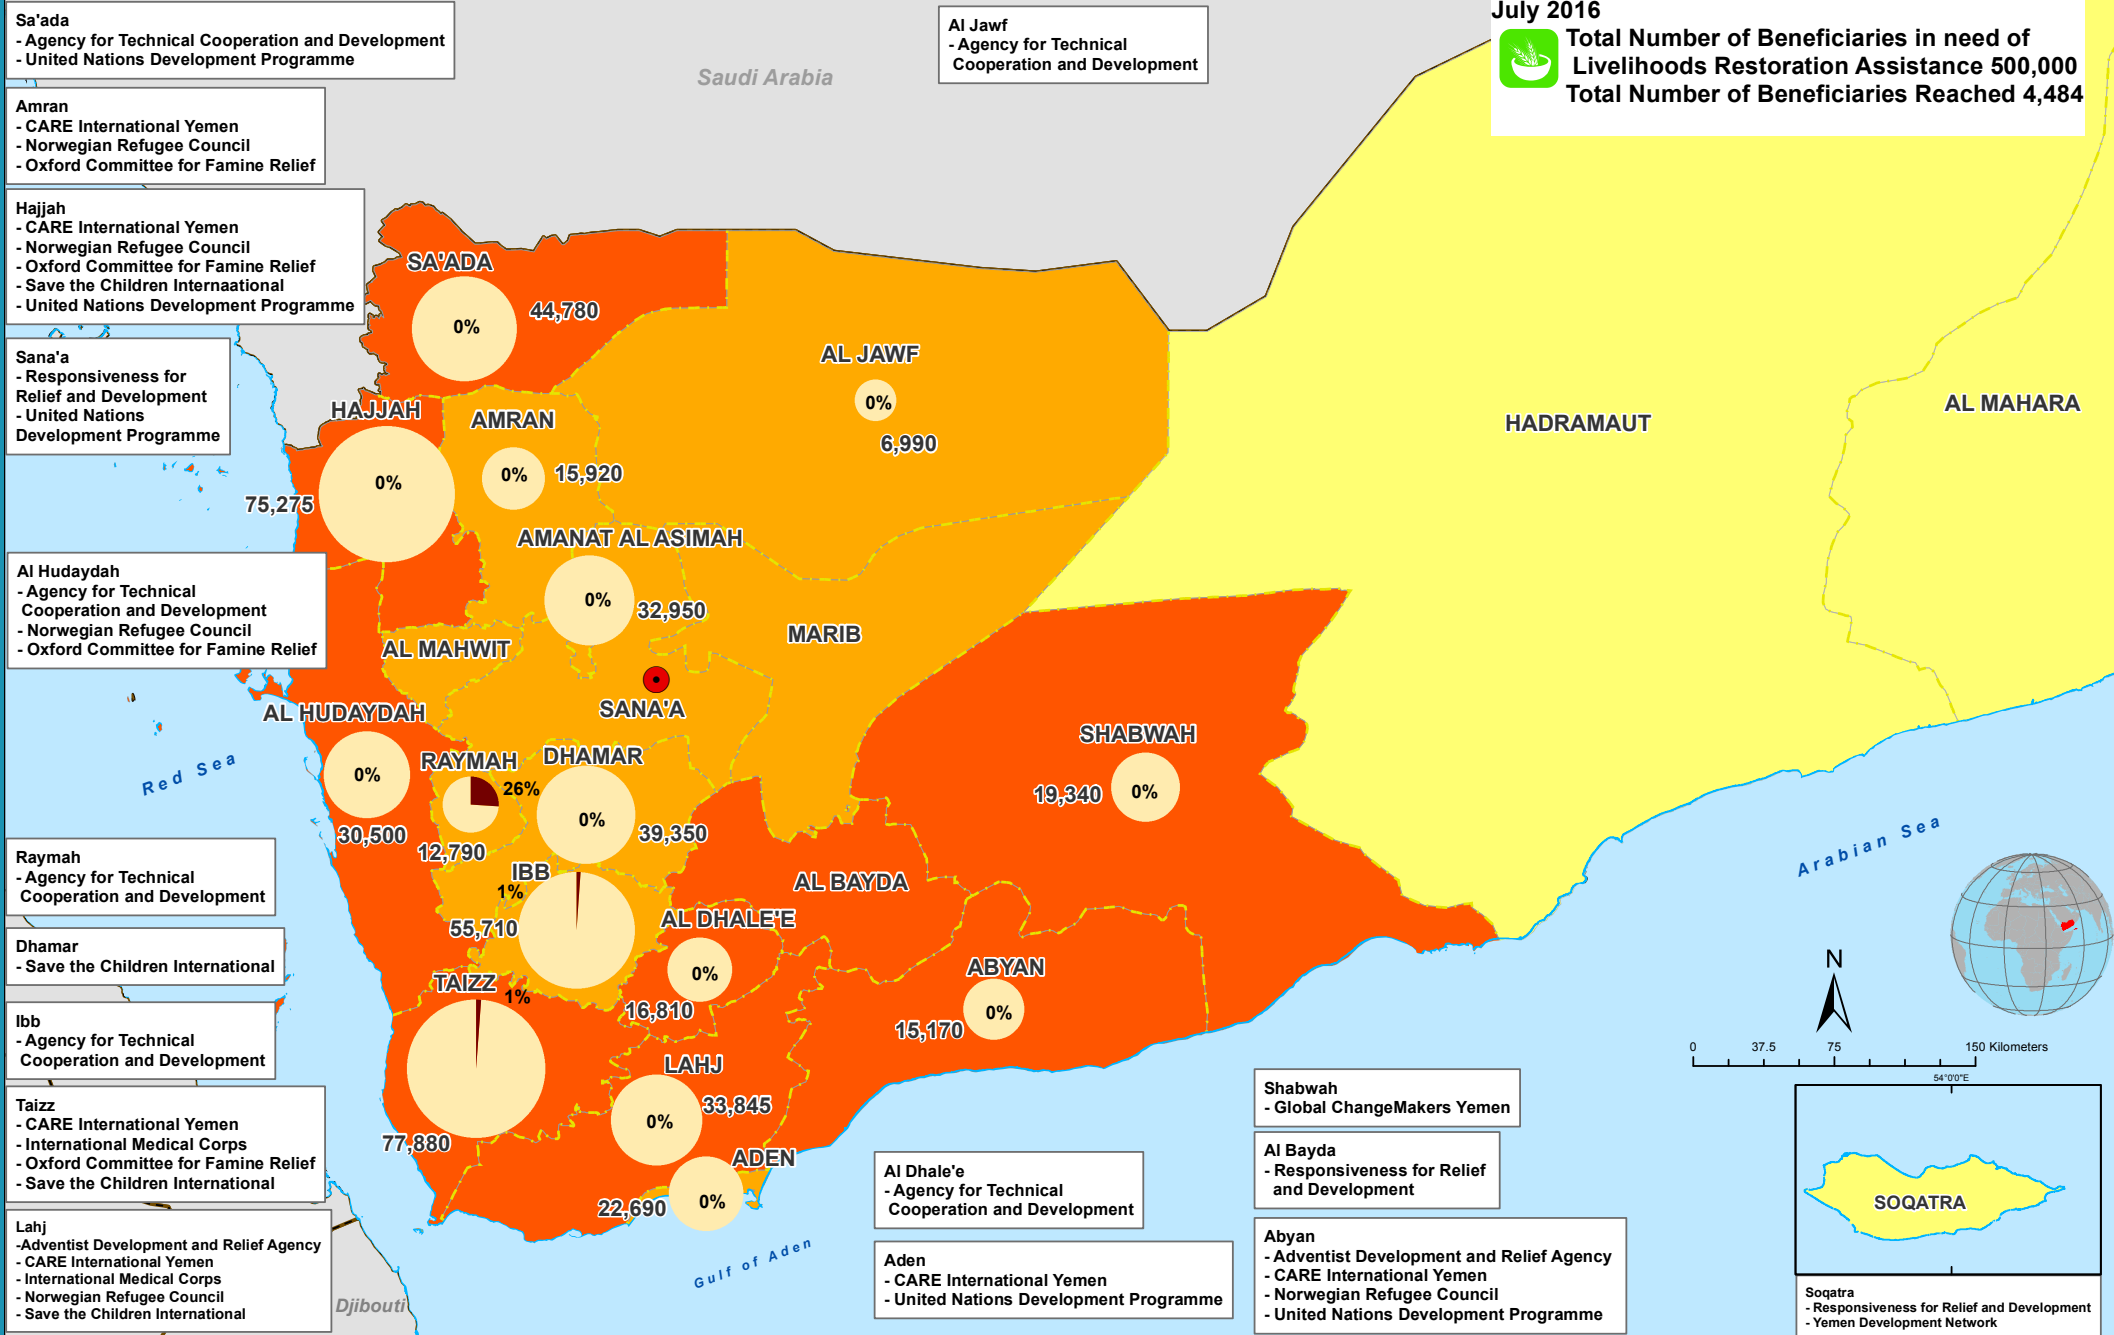 Sa'ada
- Agency for Technical Cooperation and Development
- United Nations Development Programme
Amran
- CARE International Yemen
- Norwegian Refugee Council
- Oxford Committee for Famine Relief
Hajjah
- CARE International Yemen
- Norwegian Refugee Council
- Oxford Committee for Famine Relief
- Save the Children Internaational
- United Nations Development Programme
Sana'a
- Responsiveness for
Relief and Development
- United Nations
Development Programme
Al Hudaydah
- Agency for Technical
Cooperation and Development
- Norwegian Refugee Council
- Oxford Committee for Famine Relief
Raymah
- Agency for Technical
Cooperation and Development
Dhamar
- Save the Children International
Ibb
- Agency for Technical
Cooperation and Development
Taizz
- CARE International Yemen
- International Medical Corps
- Oxford Committee for Famine Relief
- Save the Children International
Lahj
-Adventist Development and Relief Agency
- CARE International Yemen
- International Medical Corps
- Norwegian Refugee Council
- Save the Children International
Al Jawf
- Agency for Technical
Cooperation and Development
July 2016
Total Number of Beneficiaries in need of
Livelihoods Restoration Assistance 500,000
Total Number of Beneficiaries Reached 4,484
Saudi Arabia
SA'ADA
0%
44,780
AL JAWF
0%
6,990
HAJJAH
0%
75,275
AMRAN
0%
15,920
AMANAT AL ASIMAH
0%
32,950
AL MAHWIT
MARIB
SANA'A
HADRAMAUT
AL MAHARA
AL HUDAYDAH
0%
30,500
RAYMAH
26%
12,790
DHAMAR
0%
39,350
IBB
1%
55,710
AL BAYDA
SHABWAH
19,340
0%
AL DHALE'E
0%
16,810
ABYAN
0%
15,170
TAIZZ
1%
77,880
LAHJ
0%
33,845
ADEN
0%
22,690
Red Sea
Arabian Sea
Gulf of Aden
Djibouti
N
0 37.5 75 150 Kilometers
54°0'0"E
SOQATRA
Al Dhale'e
- Agency for Technical
Cooperation and Development
Aden
- CARE International Yemen
- United Nations Development Programme
Shabwah
- Global ChangeMakers Yemen
Al Bayda
- Responsiveness for Relief
and Development
Abyan
- Adventist Development and Relief Agency
- CARE International Yemen
- Norwegian Refugee Council
- United Nations Development Programme
Soqatra
- Responsiveness for Relief and Development
- Yemen Development Network